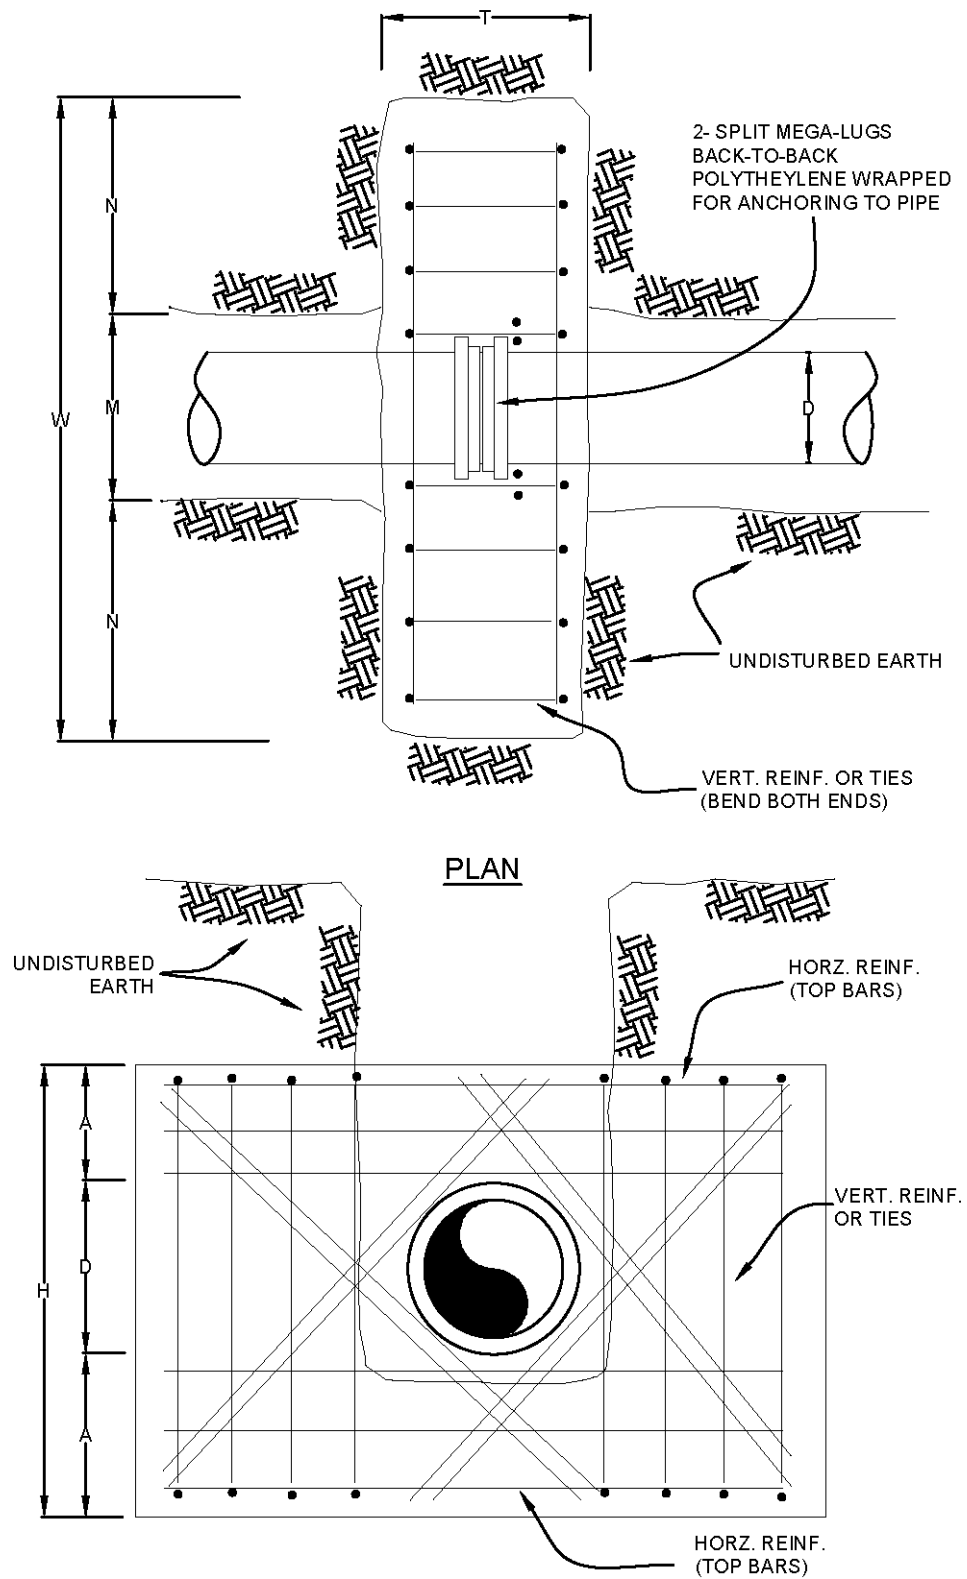 T
2- SPLIT MEGA-LUGS
BACK-TO-BACK
POLYTHEYLENE WRAPPED
FOR ANCHORING TO PIPE
N
W
M
D
N
UNDISTURBED EARTH
VERT. REINF. OR TIES
(BEND BOTH ENDS)
PLAN
UNDISTURBED
EARTH
HORZ. REINF.
(TOP BARS)
A
VERT. REINF.
OR TIES
D
H
A
HORZ. REINF.
(TOP BARS)